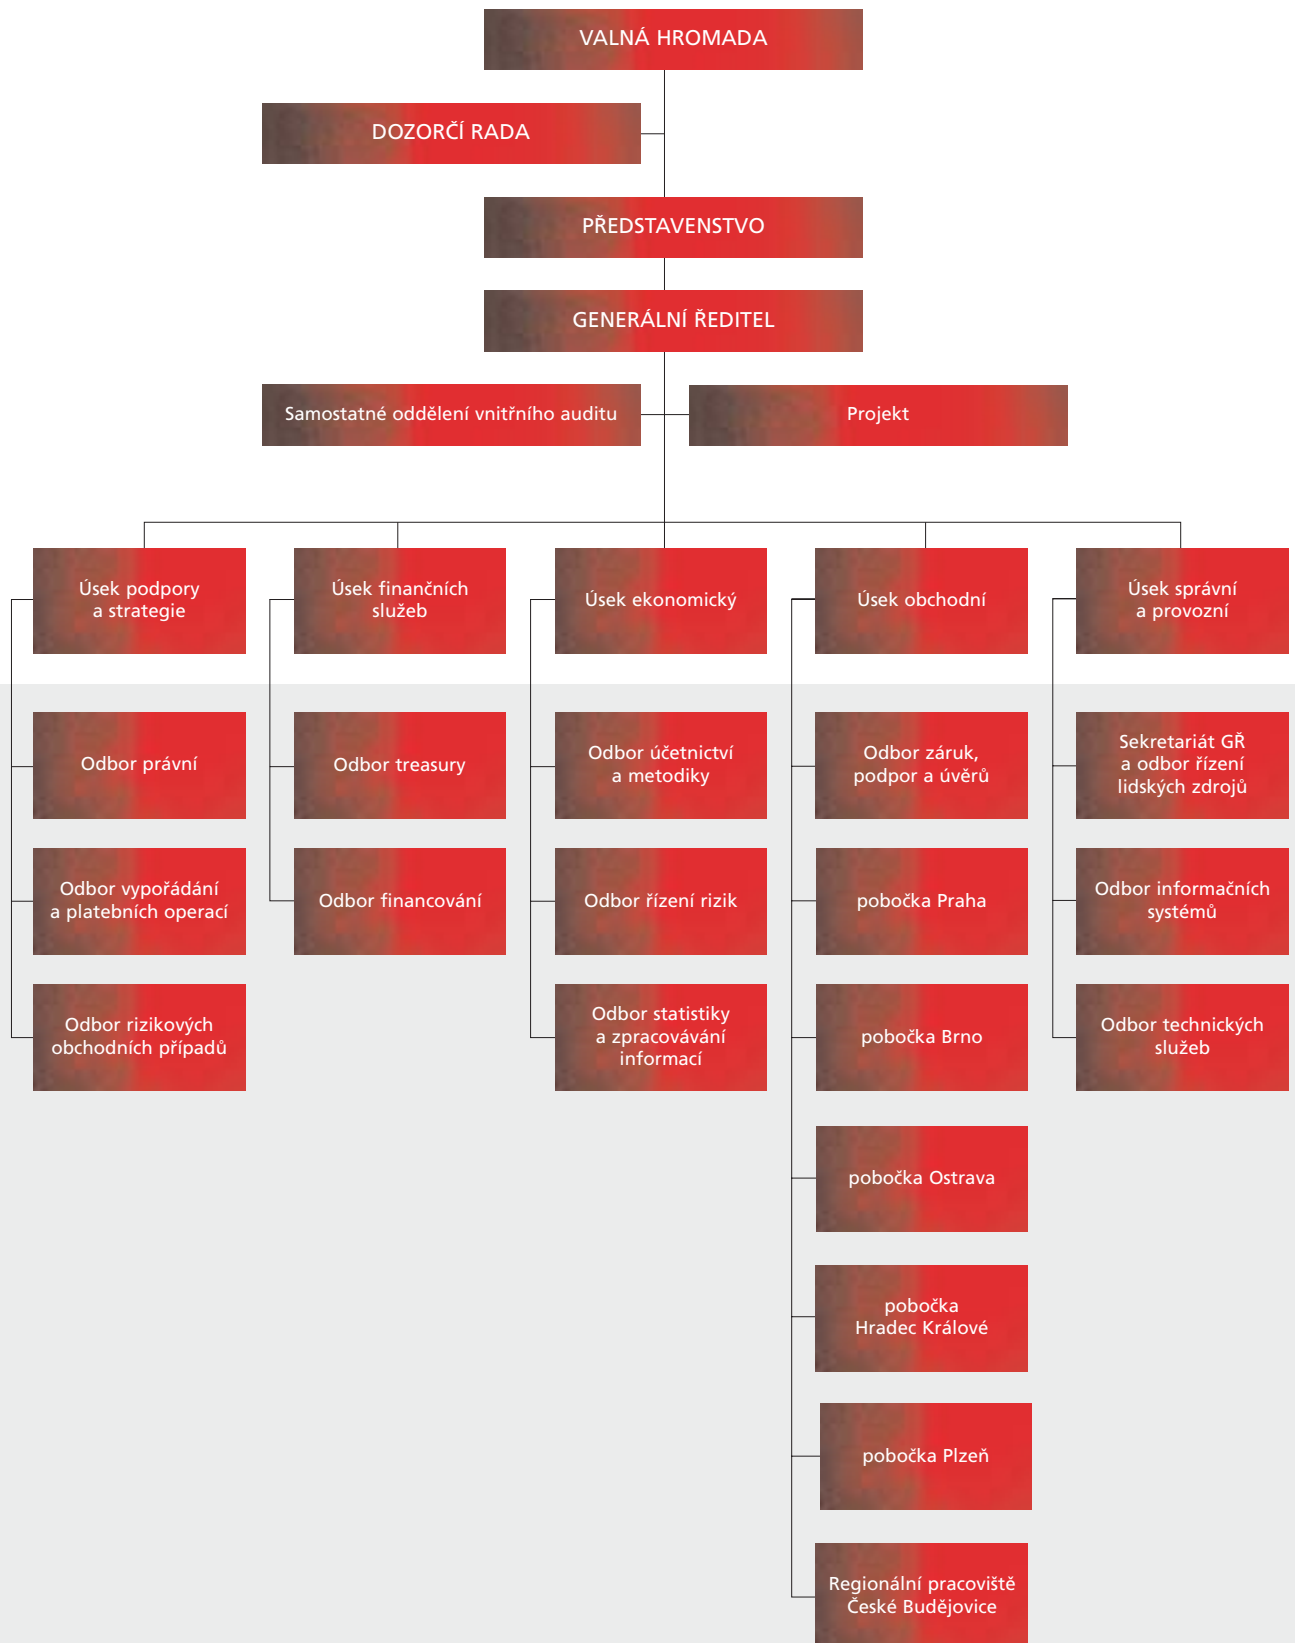 VALNÁ HROMADA
DOZORČÍ RADA
PŘEDSTAVENSTVO
GENERÁLNÍ ŘEDITEL
Samostatné oddělení vnitřního auditu
Projekt
Úsek podpory
a strategie
Úsek finančních
služeb
Úsek ekonomický
Úsek obchodní
Úsek správní
a provozní
Odbor právní
Odbor treasury
Odbor účetnictví
a metodiky
Odbor záruk,
podpor a úvěrů
Sekretariát GŘ
a odbor řízení
lidských zdrojů
Odbor vypořádání
a platebních operací
Odbor financování
Odbor řízení rizik
pobočka Praha
Odbor informačních
systémů
Odbor rizikových
obchodních případů
Odbor statistiky
a zpracovávání
informací
pobočka Brno
Odbor technických
služeb
pobočka Ostrava
pobočka
Hradec Králové
pobočka Plzeň
Regionální pracoviště
České Budějovice